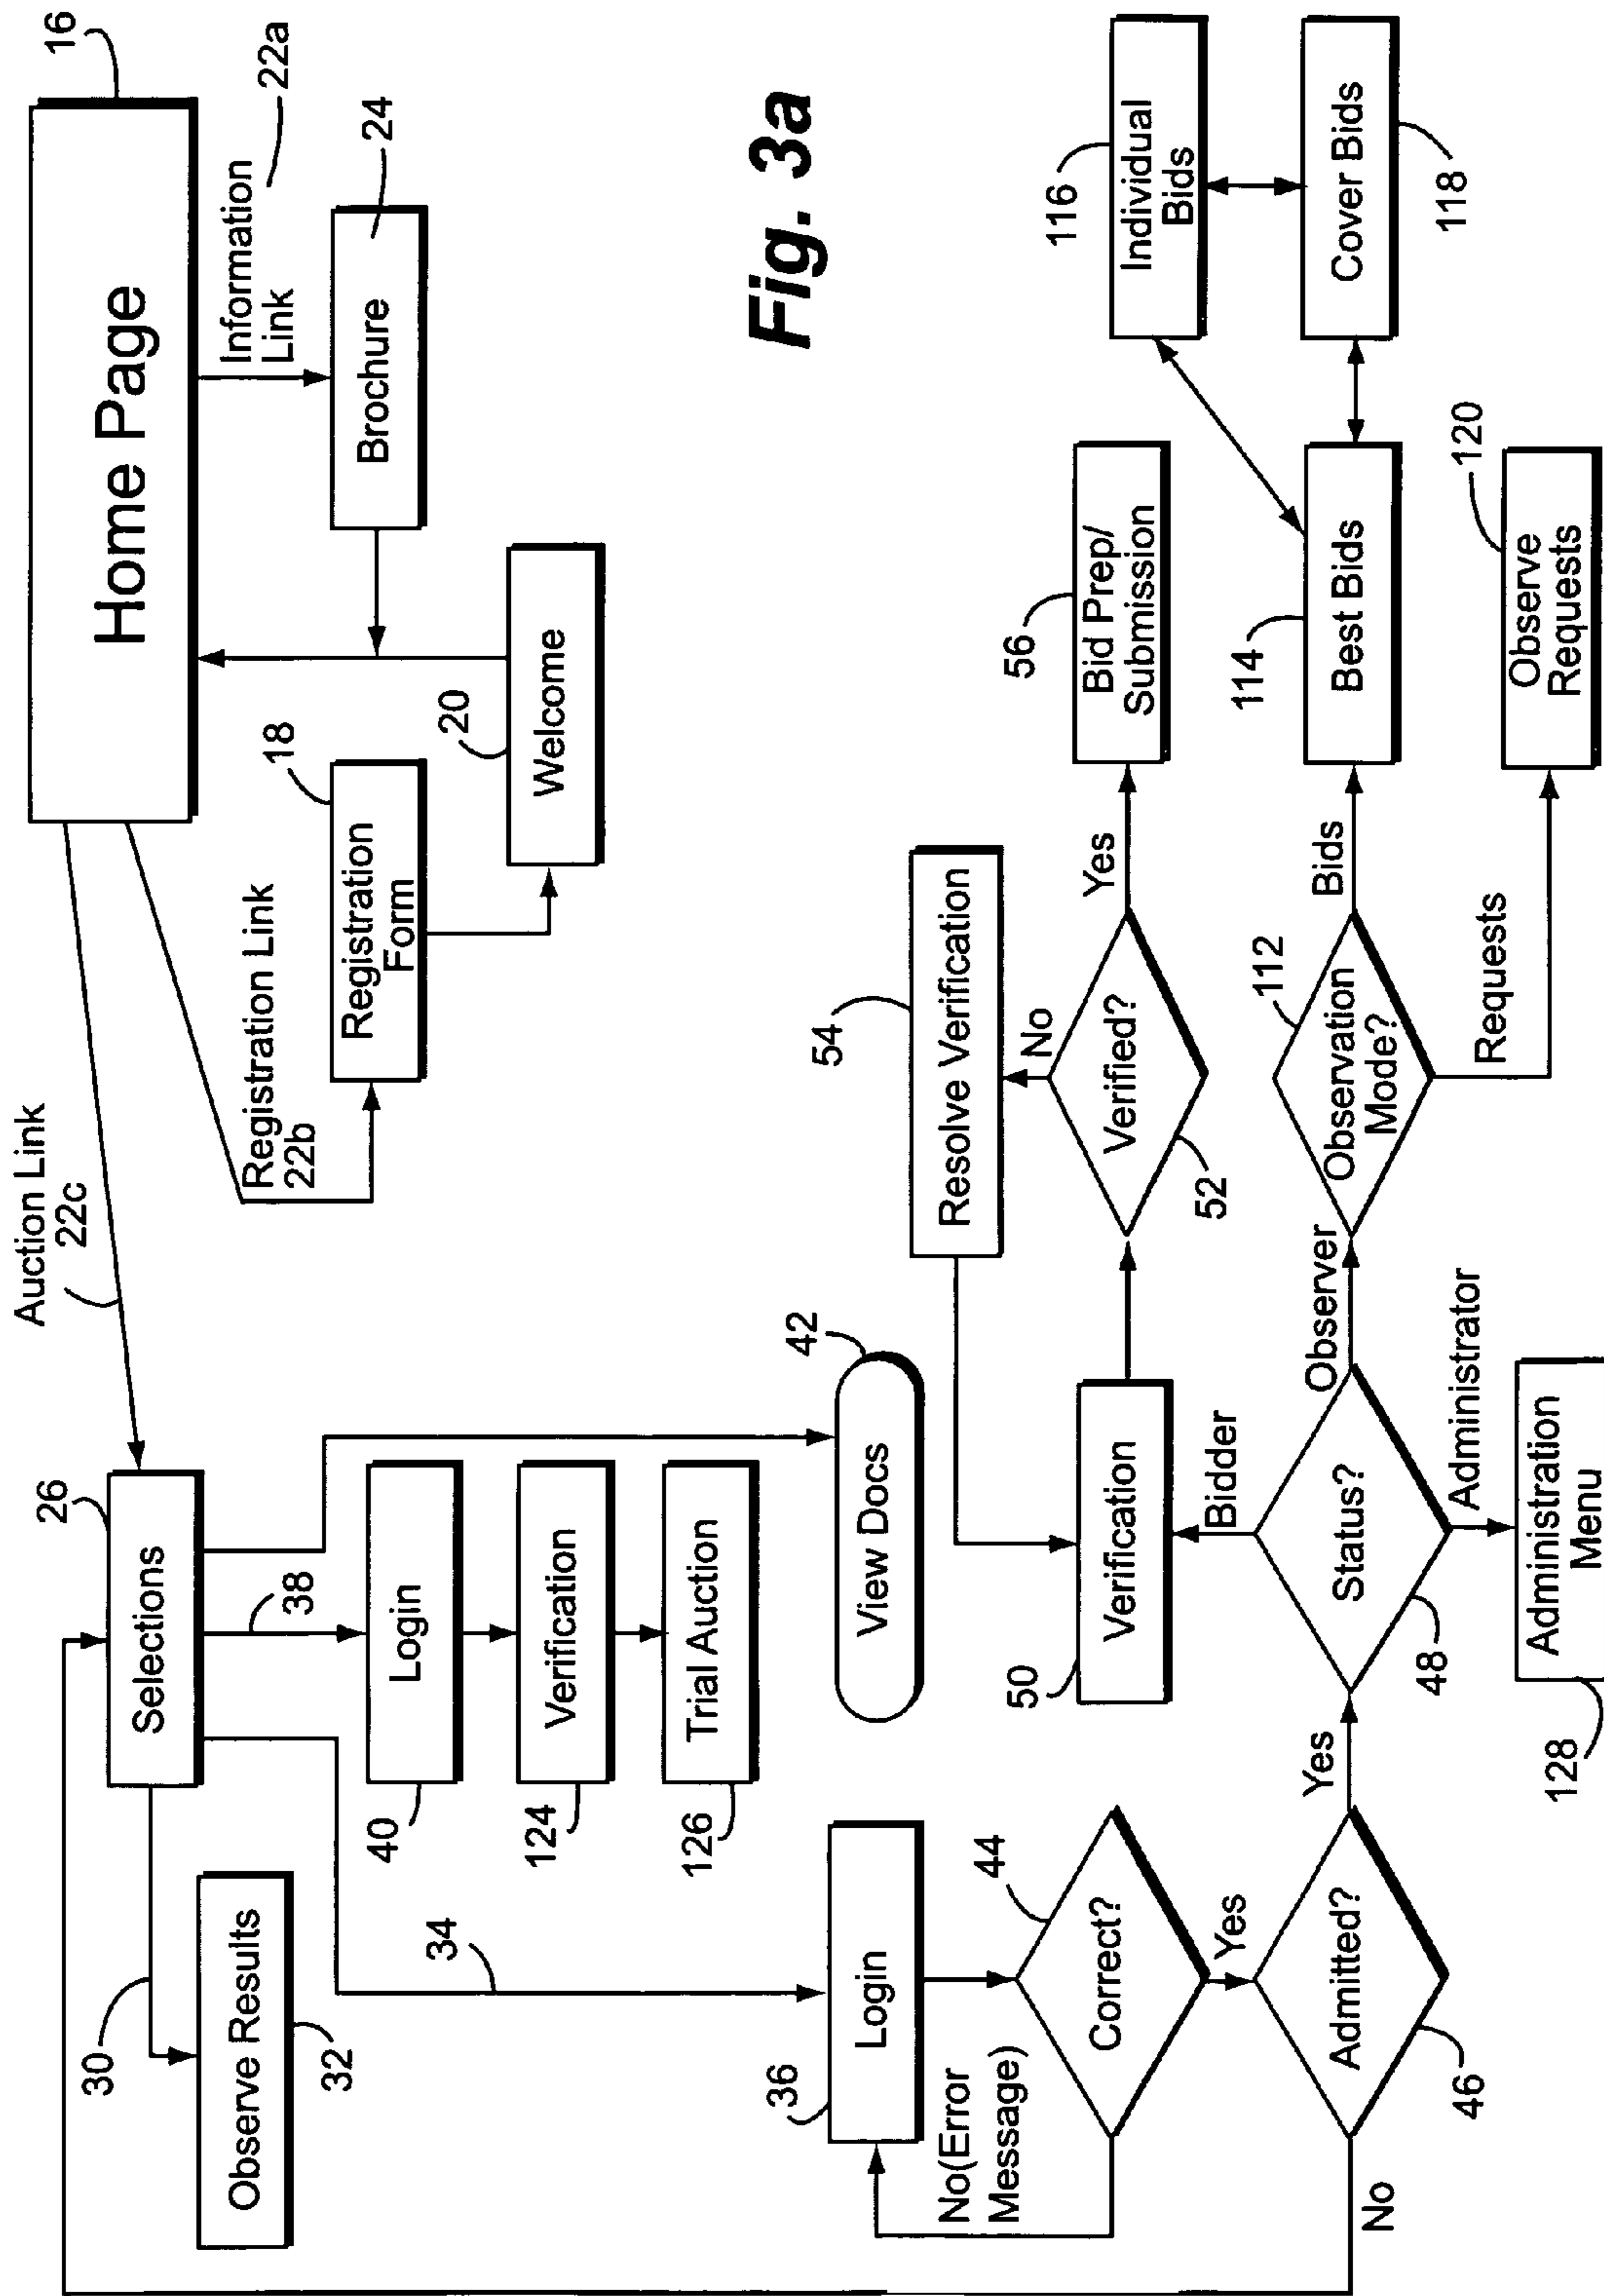 16
Home Page
Information
Link
22a
24
Brochure
Auction Link
22c
Registration Link
22b
18
Registration
Form
20
Welcome
26
Selections
30
Observe Results
32
34
38
Login
40
Verification
124
Trial Auction
126
42
View Docs
Fig. 3a
36
Login
No(Error
Message)
44
Correct?
Yes
Admitted?
46
No
Yes
Status?
48
Bidder
Observer
Administrator
Administration
Menu
128
50
Verification
54
Resolve Verification
No
Verified?
52
Yes
56
Bid Prep/
Submission
112
Observation
Mode?
Bids
Requests
114
Best Bids
116
Individual
Bids
Cover Bids
118
120
Observe
Requests